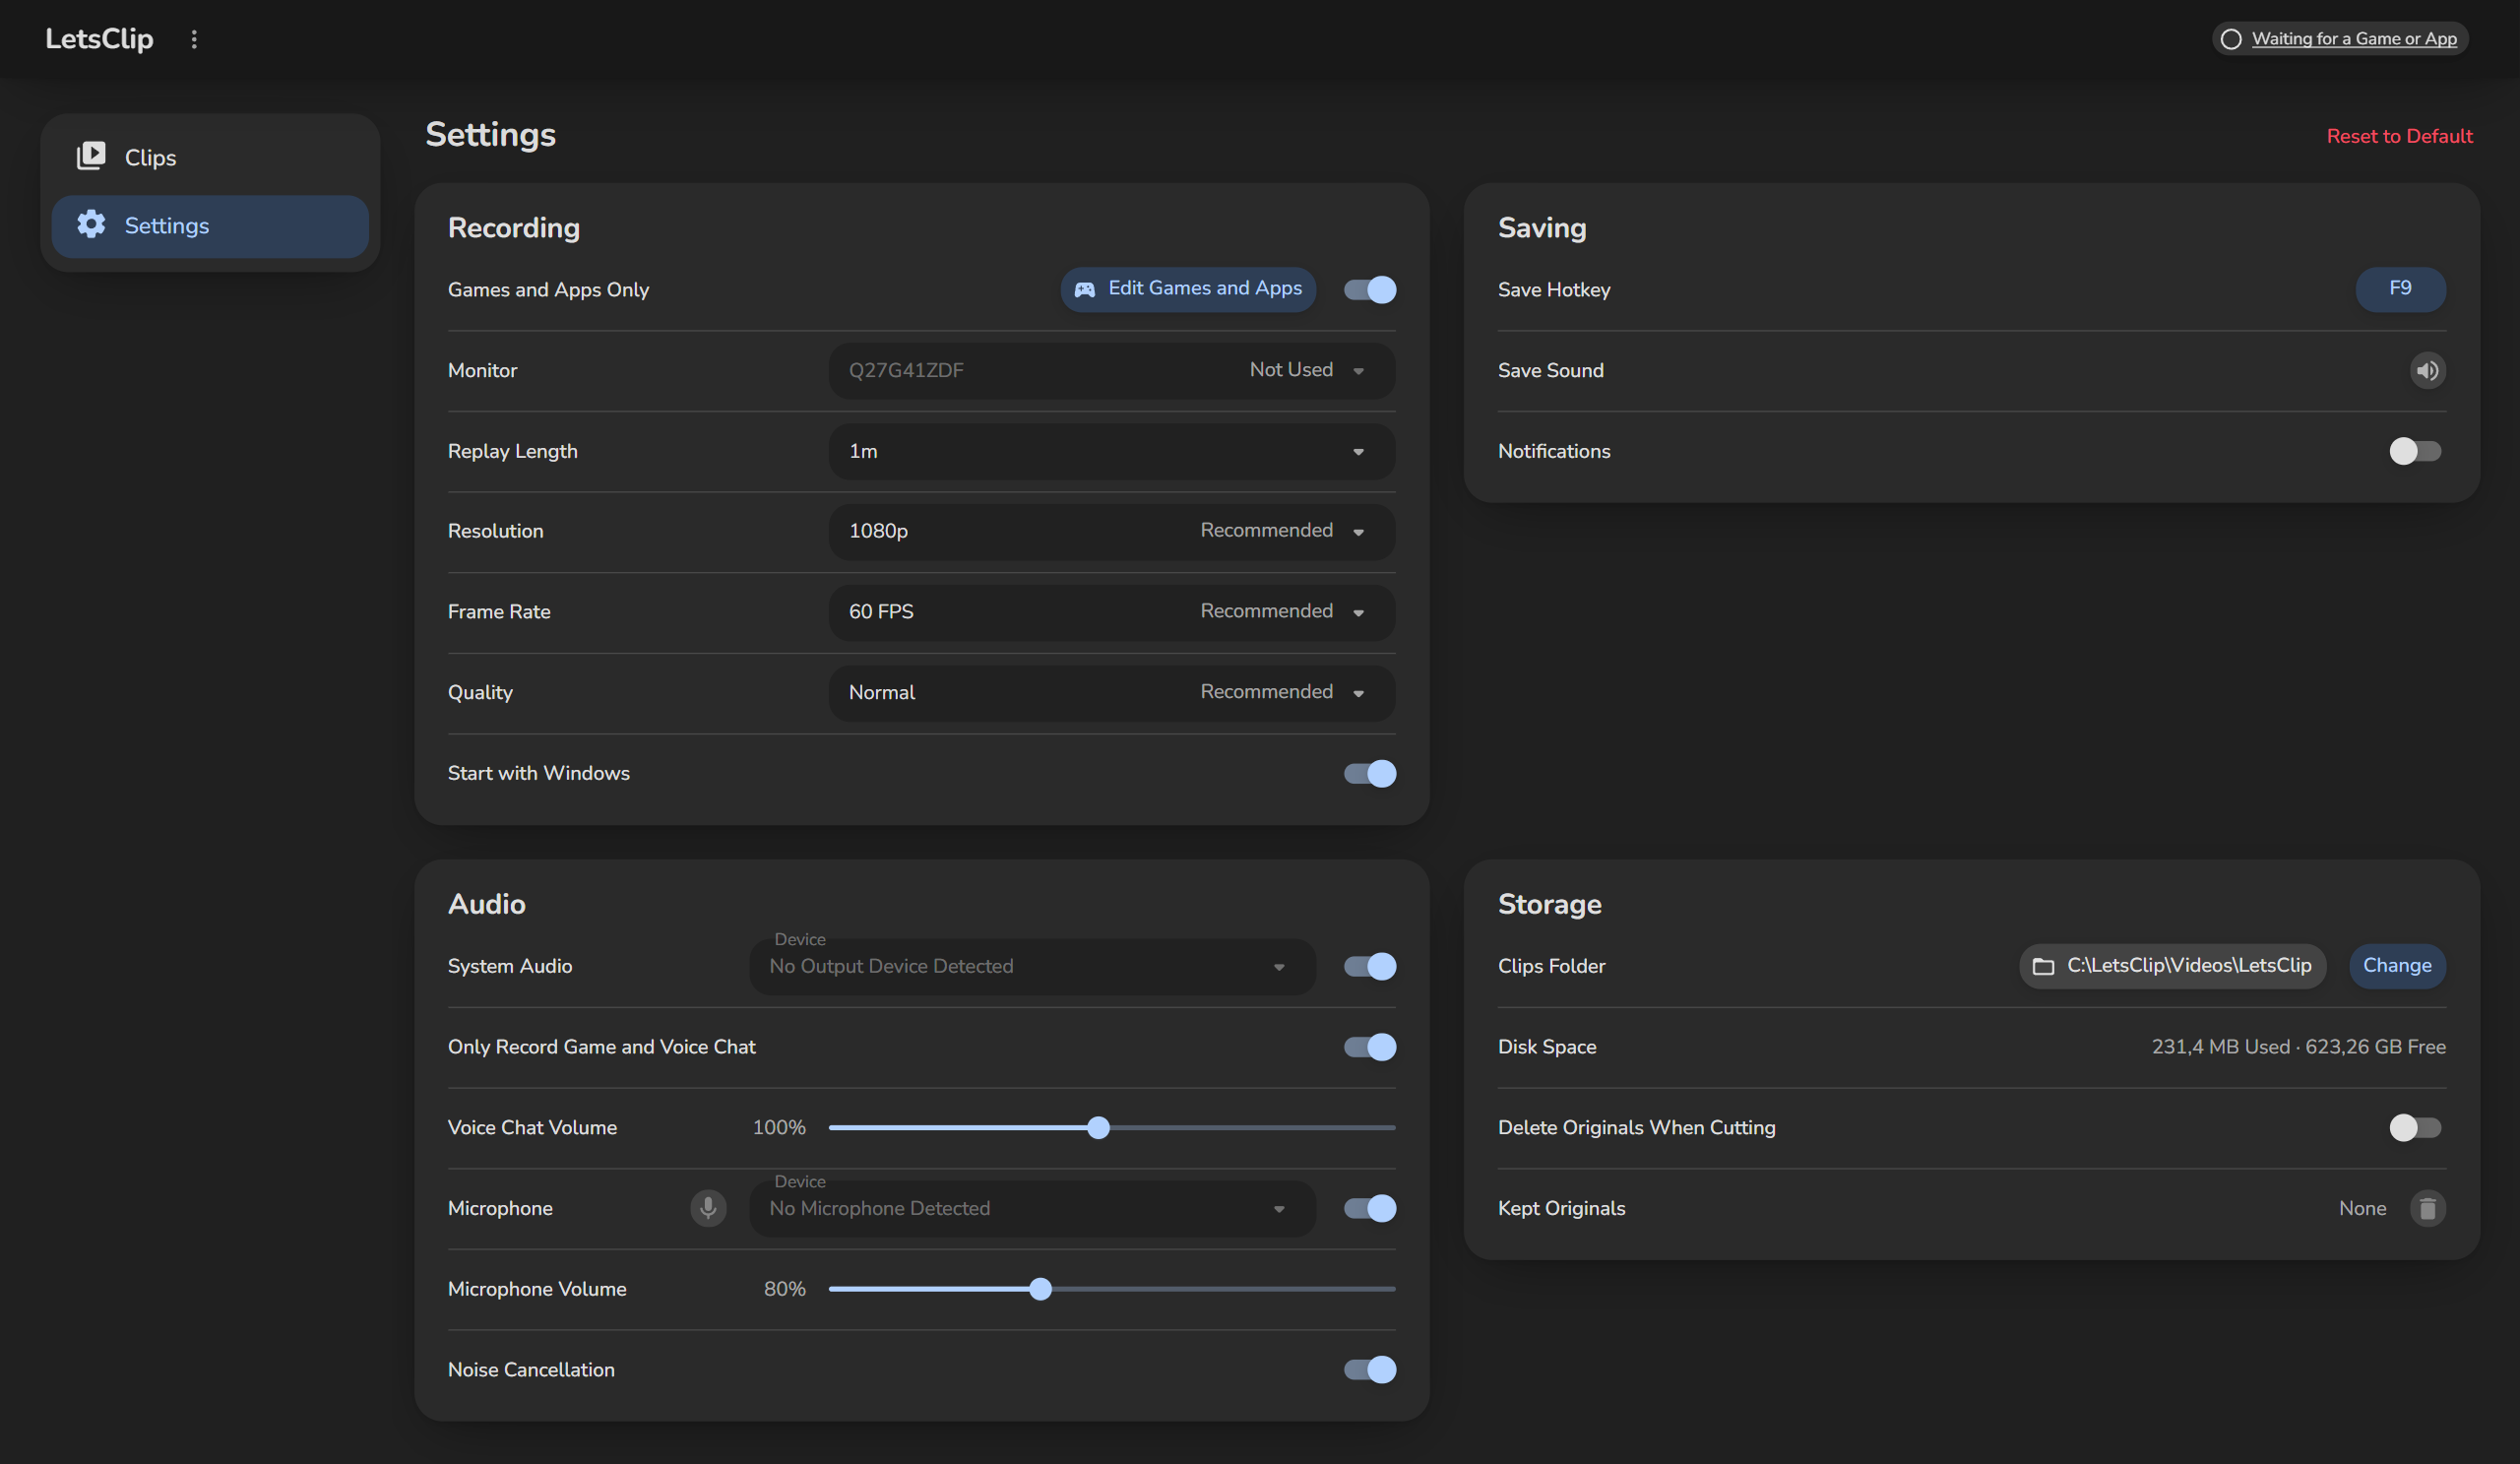 LetsClip
Waiting for a Game or App
Clips
Settings
Settings
Reset to Default
Recording
Games and Apps Only
Edit Games and Apps
Monitor
Q27G41ZDF Not Used
Replay Length
1m
Resolution
1080p Recommended
Frame Rate
60 FPS Recommended
Quality
Normal Recommended
Start with Windows
Saving
Save Hotkey
F9
Save Sound
Notifications
Audio
System Audio
Device
No Output Device Detected
Only Record Game and Voice Chat
Voice Chat Volume
100%
Microphone
Device
No Microphone Detected
Microphone Volume
80%
Noise Cancellation
Storage
Clips Folder
C:\LetsClip\Videos\LetsClip
Change
Disk Space
231,4 MB Used · 623,26 GB Free
Delete Originals When Cutting
Kept Originals
None